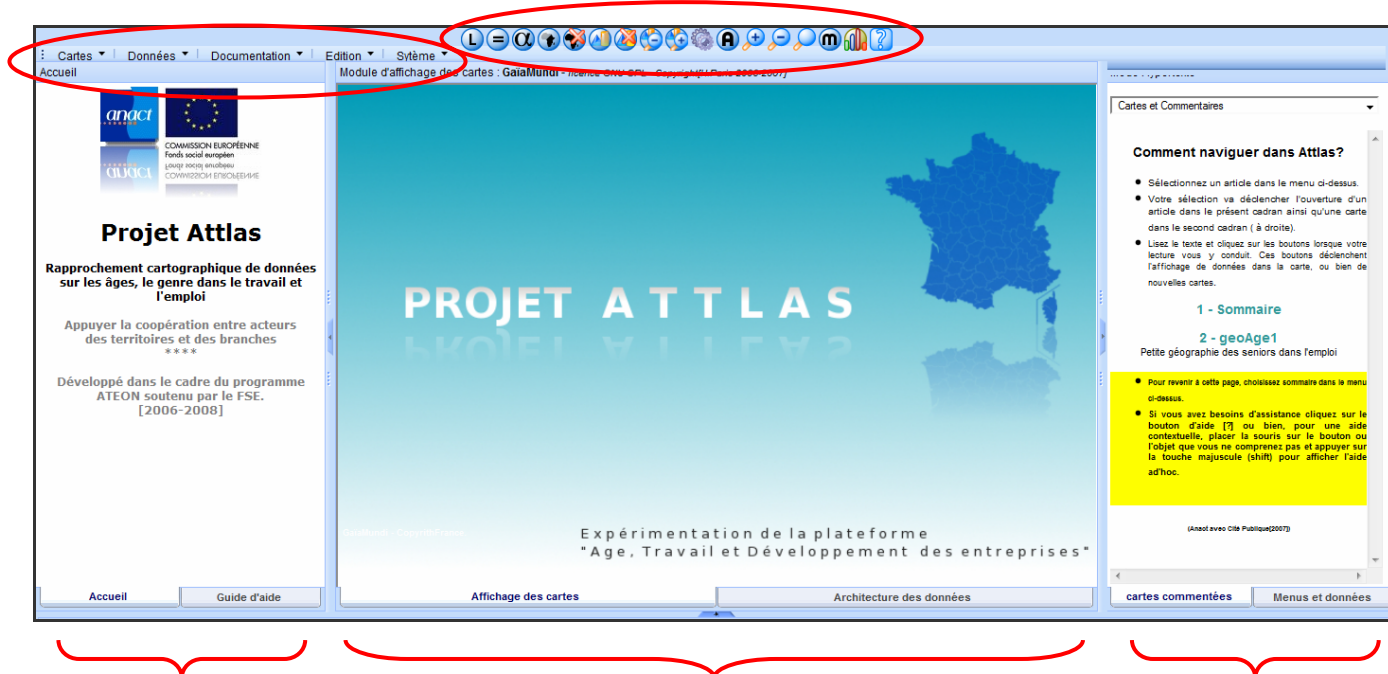 L = α A m ?
Cartes Données Documentation Edition Sytème
Accueil
Module d'affichage des cartes : GaïaMundi - licence GNU GPL - Copyright[U Paris 2006-2007]
anact
COMMISSION EUROPÉENNE
Fonds social européen
Projet Attlas
Rapprochement cartographique de données
sur les âges, le genre dans le travail et
l'emploi
Appuyer la coopération entre acteurs
des territoires et des branches
****
Développé dans le cadre du programme
ATEON soutenu par le FSE.
[2006-2008]
Accueil
Guide d'aide
PROJET ATTLAS
Expérimentation de la plateforme
"Age, Travail et Développement des entreprises"
Affichage des cartes
Architecture des données
Cartes et Commentaires
Comment naviguer dans Attlas?
Sélectionnez un article dans le menu ci-dessus.
Votre sélection va déclencher l'ouverture d'un
article dans le présent cadran ainsi qu'une carte
dans le second cadran ( à droite).
Lisez le texte et cliquez sur les boutons lorsque votre
lecture vous y conduit. Ces boutons déclenchent
l'affichage de données dans la carte, ou bien de
nouvelles cartes.
1 - Sommaire
2 - geoAge1
Petite géographie des seniors dans l'emploi
Pour revenir à cette page, choisissez sommaire dans le menu
ci-dessus.
Si vous avez besoins d'assistance cliquez sur le
bouton d'aide [?] ou bien, pour une aide
contextuelle, placer la souris sur le bouton ou
l'objet que vous ne comprenez pas et appuyer sur
la touche majuscule (shift) pour afficher l'aide
ad'hoc.
(Anact avec Cité Publique[2007])
cartes commentées
Menus et données